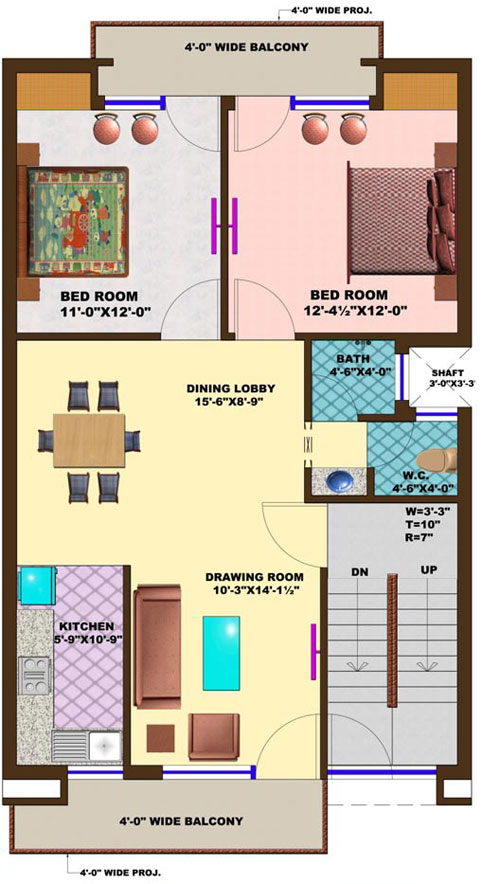 4'-0" WIDE PROJ.
4'-0" WIDE BALCONY
BED ROOM
11'-0"X12'-0"
BED ROOM
12'-4½"X12'-0"
BATH
4'-6"X4'-0"
SHAFT
3'-0"X3'-3
DINING LOBBY
15'-6"X8'-9"
W.C.
4'-6"X4'-0"
W=3'-3"
T=10"
R=7"
DN
UP
DRAWING ROOM
10'-3"X14'-1½"
KITCHEN
5'-9"X10'-9"
4'-0" WIDE BALCONY
4'-0" WIDE PROJ.